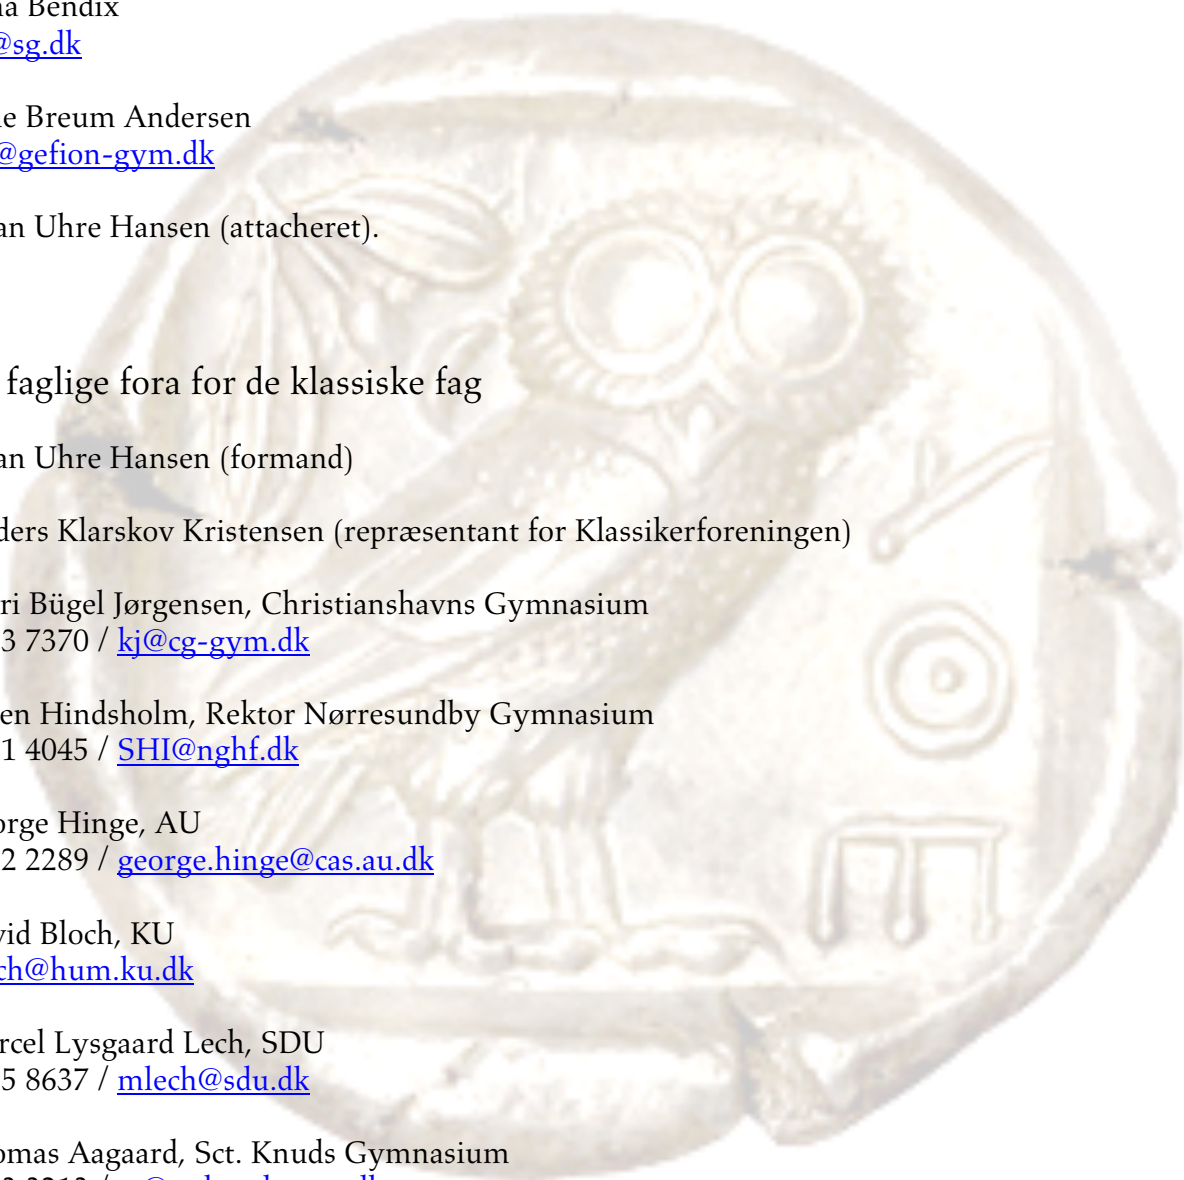 na Bendix
@sg.dk
e Breum Andersen
@gefion-gym.dk
an Uhre Hansen (attacheret).
faglige fora for de klassiske fag
an Uhre Hansen (formand)
ders Klarskov Kristensen (repræsentant for Klassikerforeningen)
ri Bügel Jørgensen, Christianshavns Gymnasium
3 7370 / kj@cg-gym.dk
en Hindsholm, Rektor Nørresundby Gymnasium
1 4045 / SHI@nghf.dk
orge Hinge, AU
2 2289 / george.hinge@cas.au.dk
vid Bloch, KU
ch@hum.ku.dk
rcel Lysgaard Lech, SDU
5 8637 / mlech@sdu.dk
omas Aagaard, Sct. Knuds Gymnasium